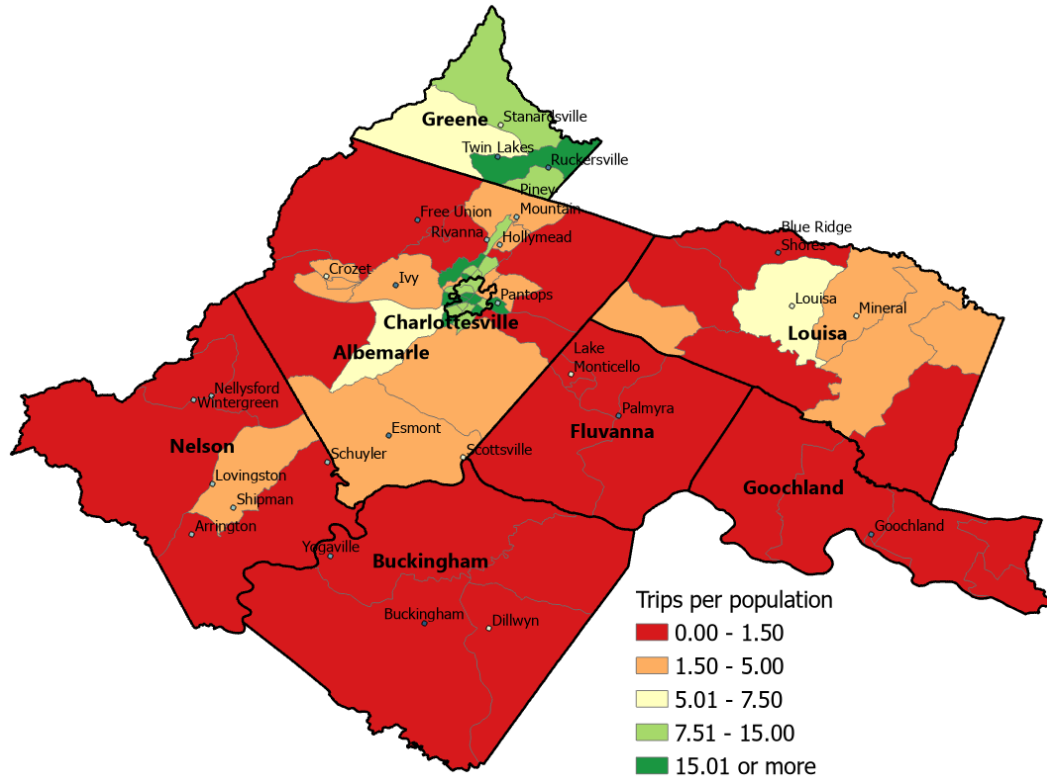 Stanardsville
Greene
Twin Lakes
Ruckersville
Piney
Mountain
Free Union
Rivanna
Hollymead
Blue Ridge
Shores
Crozet
Ivy
Pantops
Louisa
Mineral
Charlottesville
Louisa
Albemarle
Lake
Monticello
Nellysford
Wintergreen
Palmyra
Esmont
Fluvanna
Nelson
Schuyler
Scottsville
Lovingston
Goochland
Shipman
Arrington
Goochland
Yogaville
Buckingham
Buckingham
Dillwyn
Trips per population
0.00 - 1.50
1.50 - 5.00
5.01 - 7.50
7.51 - 15.00
15.01 or more